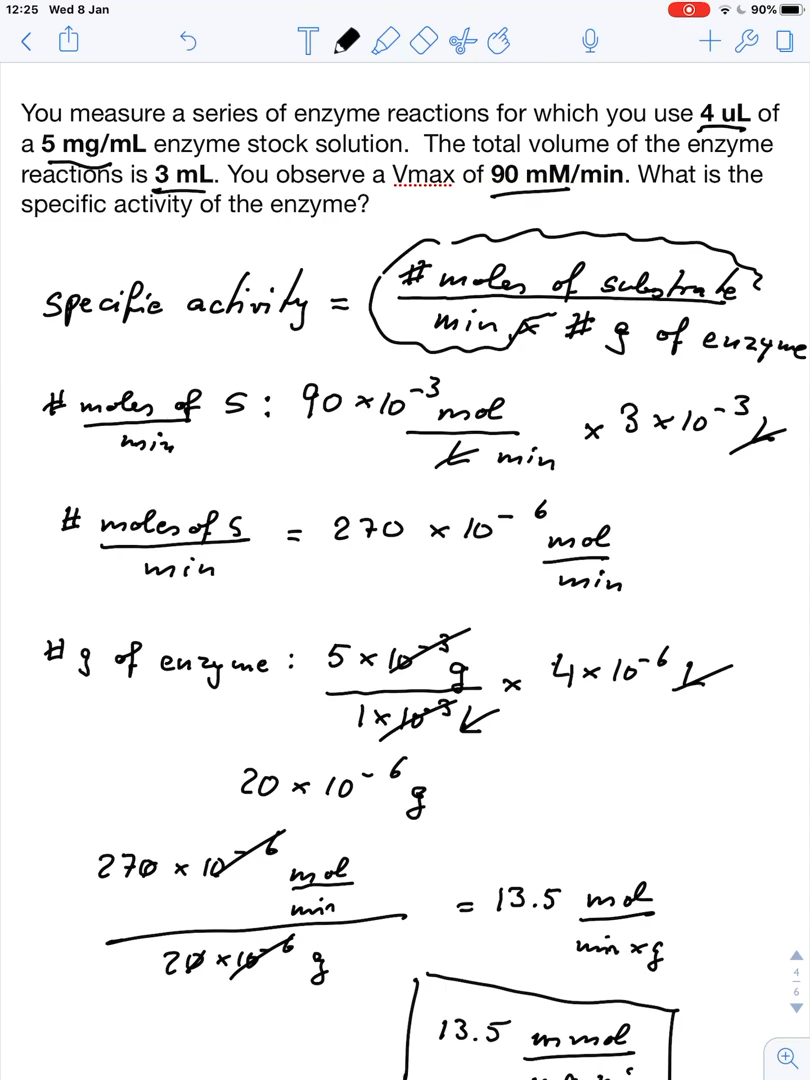 12:25 Wed 8 Jan 90%
You measure a series of enzyme reactions for which you use 4 uL of
a 5 mg/mL enzyme stock solution. The total volume of the enzyme
reactions is 3 mL. You observe a Vmax of 90 mM/min. What is the
specific activity of the enzyme?
specific activity = # moles of substrate
min × # g of enzyme
# moles of S : 90 × 10⁻³ mol × 3 × 10⁻³ L
min L min
# moles of S = 270 × 10⁻⁶ mol
min min
# g of enzyme : 5 × 10⁻³ g × 4 × 10⁻⁶ L
1 × 10⁻³ L
20 × 10⁻⁶ g
270 × 10⁻⁶ mol
min
= 13.5 mol
min × g
20 × 10⁻⁶ g
4
6
13.5 mmol